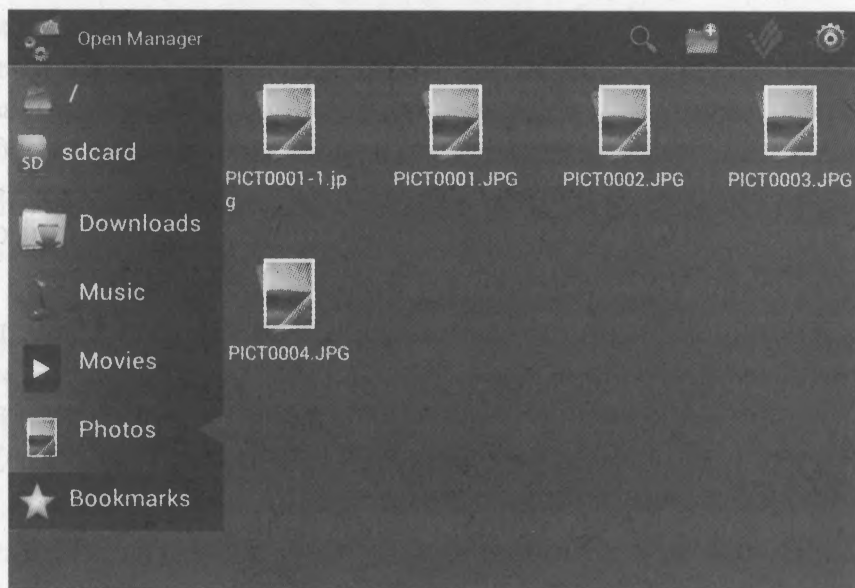 Open Manager
/
SD sdcard
Downloads
Music
Movies
Photos
Bookmarks
PICT0001-1.jp
g
PICT0001.JPG
PICT0002.JPG
PICT0003.JPG
PICT0004.JPG